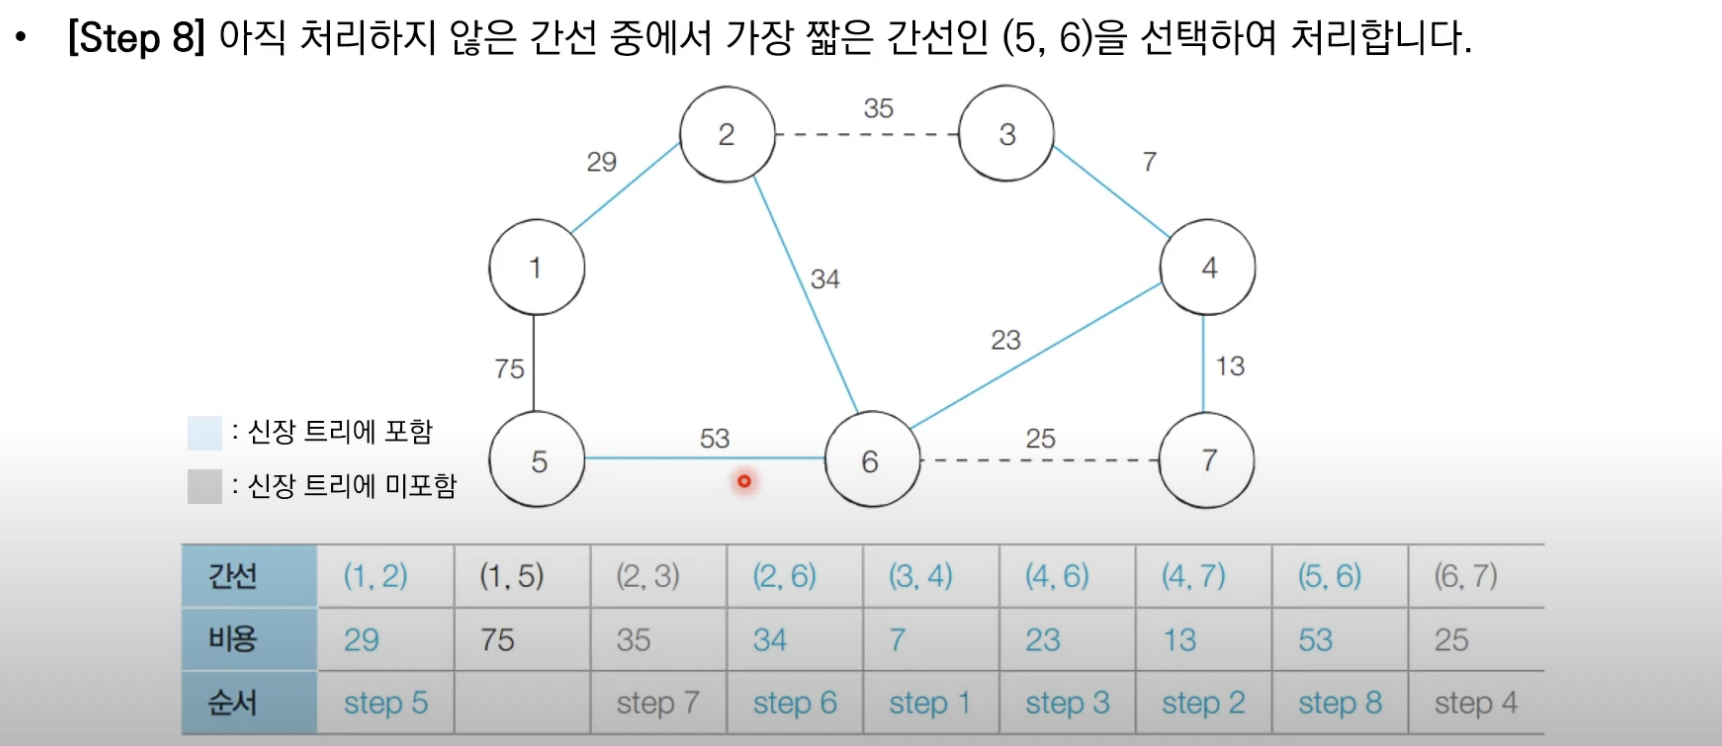 • [Step 8] 아직 처리하지 않은 간선 중에서 가장 짧은 간선인 (5, 6)을 선택하여 처리합니다.
35
2
3
29
7
1
4
34
23
75
13
: 신장 트리에 포함
53
25
5
6
7
: 신장 트리에 미포함
간선 (1, 2) (1, 5) (2, 3) (2, 6) (3, 4) (4, 6) (4, 7) (5, 6) (6, 7)
비용 29 75 35 34 7 23 13 53 25
순서 step 5 step 7 step 6 step 1 step 3 step 2 step 8 step 4